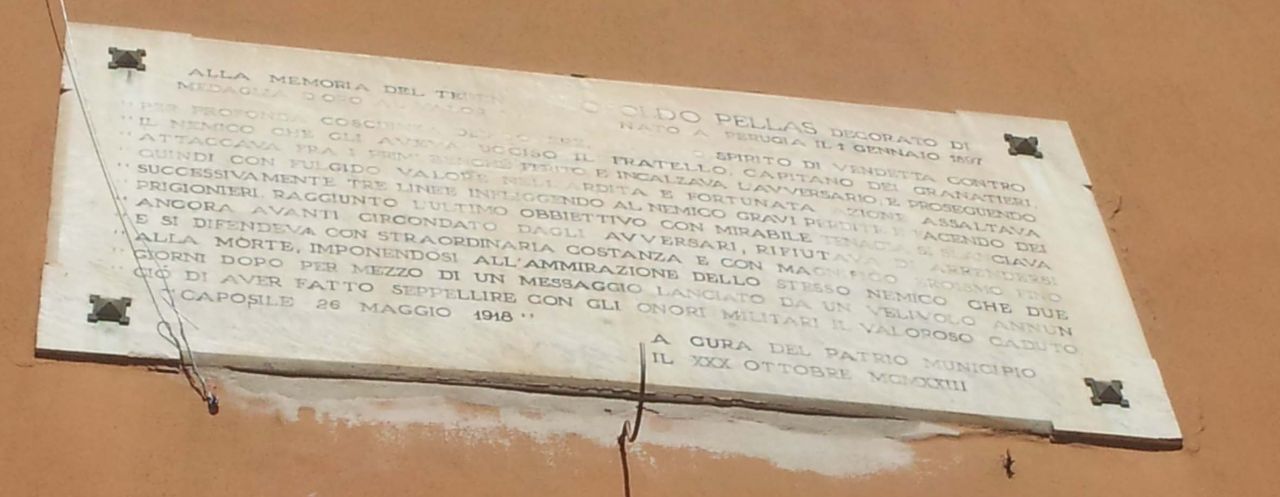 ALLA MEMORIA DEL OLDO PELLAS DECORATO DI
MEDAGLIA D'ORO AL VALOR NATO A PERUGIA IL 1 GENNAIO 1897
"PER PROFONDA COSCIENZA SPIRITO DI VENDETTA CONTRO
"IL NEMICO CHE GLI AVEVA UCCISO IL FRATELLO, CAPITANO DEI GRANATIERI,
"ATTACCAVA FRA I PRIMI BENCHÈ FERITO E INCALZAVA L'AVVERSARIO, E PROSEGUENDO
"QUINDI CON FULGIDO VALORE NELL'ARDITA E FORTUNATA AZIONE ASSALTAVA
"SUCCESSIVAMENTE TRE LINEE INFLIGGENDO AL NEMICO GRAVI PERDITE E FACENDO DEI
"PRIGIONIERI. RAGGIUNTO L'ULTIMO OBBIETTIVO CON MIRABILE TENACIA SI SLANCIAVA
"ANCORA AVANTI CIRCONDATO DAGLI AVVERSARI, RIFIUTAVA DI ARRENDERSI
"E SI DIFENDEVA CON STRAORDINARIA COSTANZA E CON MAGNIFICO EROISMO FINO
"ALLA MORTE, IMPONENDOSI ALL'AMMIRAZIONE DELLO STESSO NEMICO CHE DUE
"GIORNI DOPO PER MEZZO DI UN MESSAGGIO LANCIATO DA UN VELIVOLO ANNUN
"CIÒ DI AVER FATTO SEPPELLIRE CON GLI ONORI MILITARI IL VALOROSO CADUTO
"CAPOSILE 26 MAGGIO 1918"
A CURA DEL PATRIO MUNICIPIO
IL XXX OTTOBRE MCMXXIII